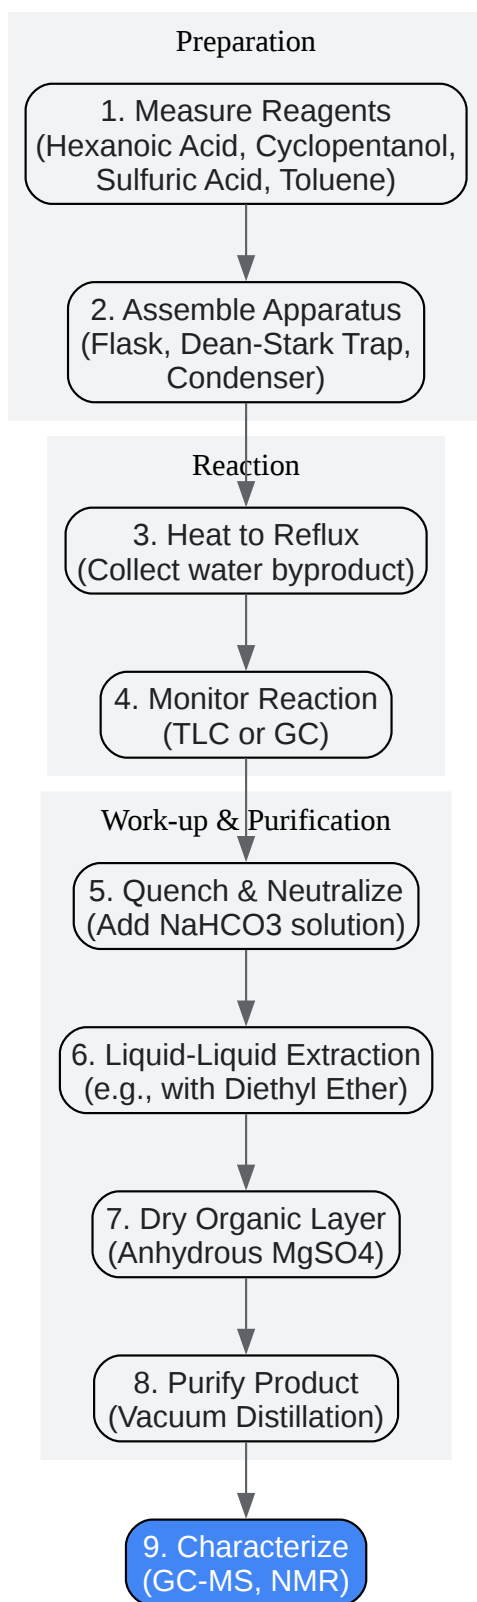 Preparation
1. Measure Reagents
(Hexanoic Acid, Cyclopentanol,
Sulfuric Acid, Toluene)
2. Assemble Apparatus
(Flask, Dean-Stark Trap,
Condenser)
Reaction
3. Heat to Reflux
(Collect water byproduct)
4. Monitor Reaction
(TLC or GC)
Work-up & Purification
5. Quench & Neutralize
(Add NaHCO3 solution)
6. Liquid-Liquid Extraction
(e.g., with Diethyl Ether)
7. Dry Organic Layer
(Anhydrous MgSO4)
8. Purify Product
(Vacuum Distillation)
9. Characterize
(GC-MS, NMR)